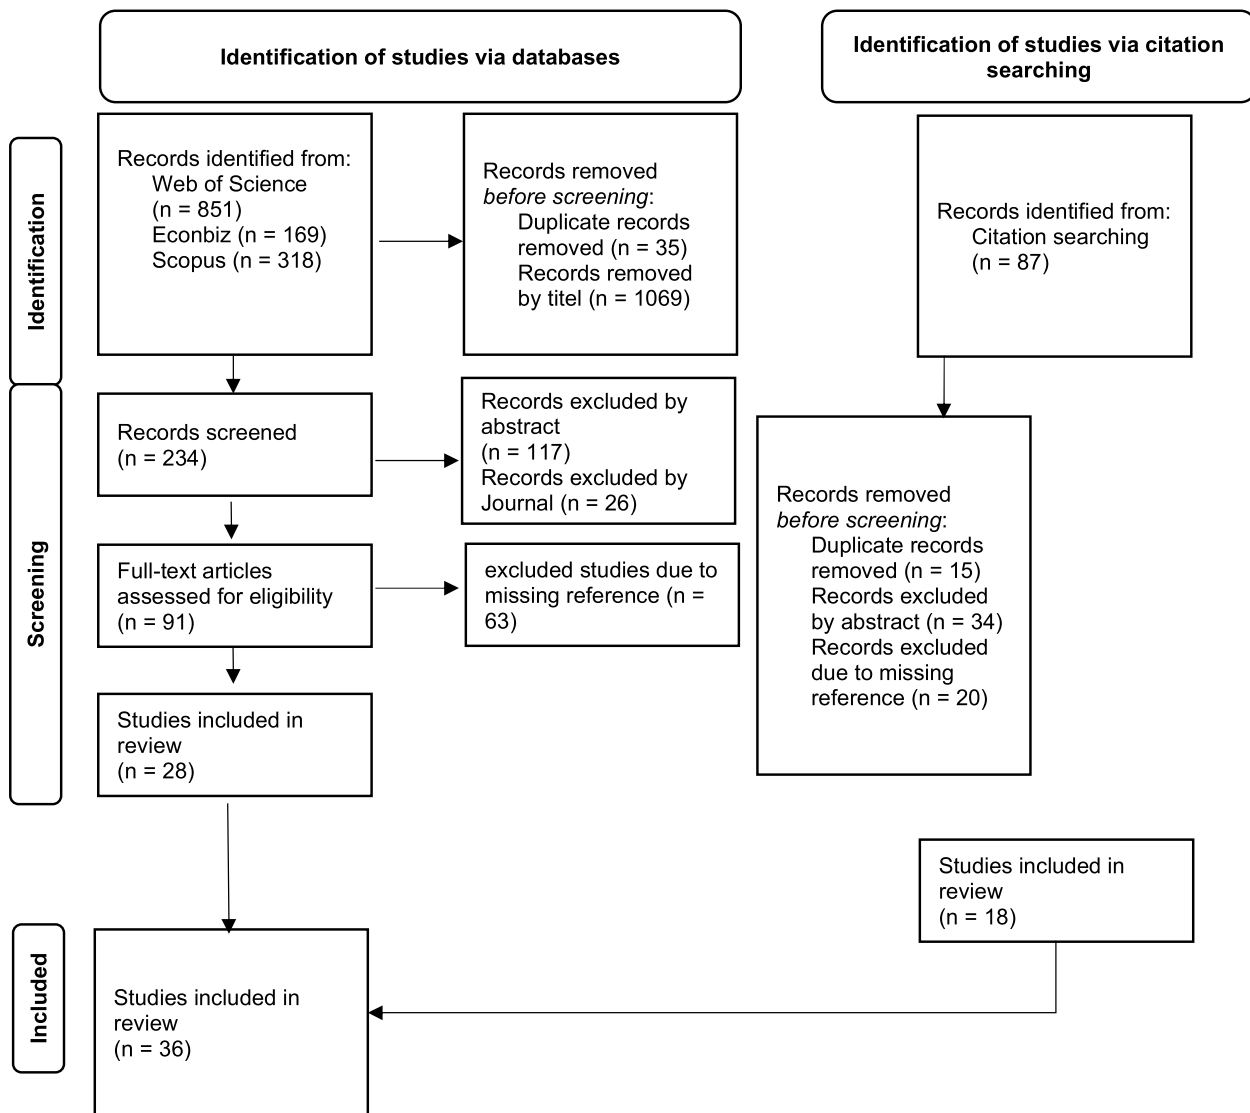 Identification of studies via databases
Identification of studies via citation
searching
Identification
Records identified from:
Web of Science
(n = 851)
Econbiz (n = 169)
Scopus (n = 318)
Records removed
before screening:
Duplicate records
removed (n = 35)
Records removed
by titel (n = 1069)
Records identified from:
Citation searching
(n = 87)
Screening
Records screened
(n = 234)
Records excluded by
abstract
(n = 117)
Records excluded by
Journal (n = 26)
Full-text articles
assessed for eligibility
(n = 91)
excluded studies due to
missing reference (n =
63)
Records removed
before screening:
Duplicate records
removed (n = 15)
Records excluded
by abstract (n = 34)
Records excluded
due to missing
reference (n = 20)
Studies included in
review
(n = 28)
Studies included in
review
(n = 18)
Included
Studies included in
review
(n = 36)